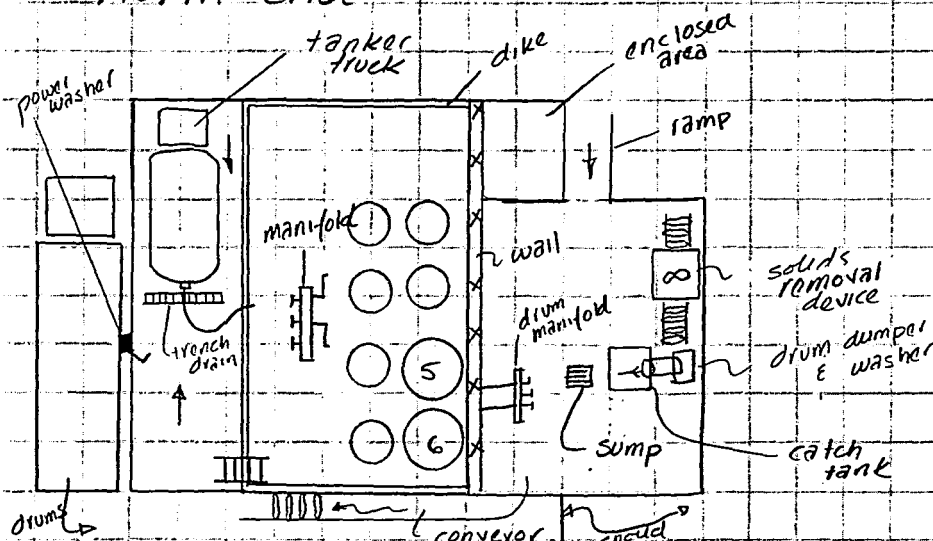 tanker
truck
dike
enclosed
area
power
washer
ramp
manifold
wall
solids
removal
device
drum
manifold
trench
drain
drum dumper
& washer
5
6
sump
catch
tank
drums
conveyor